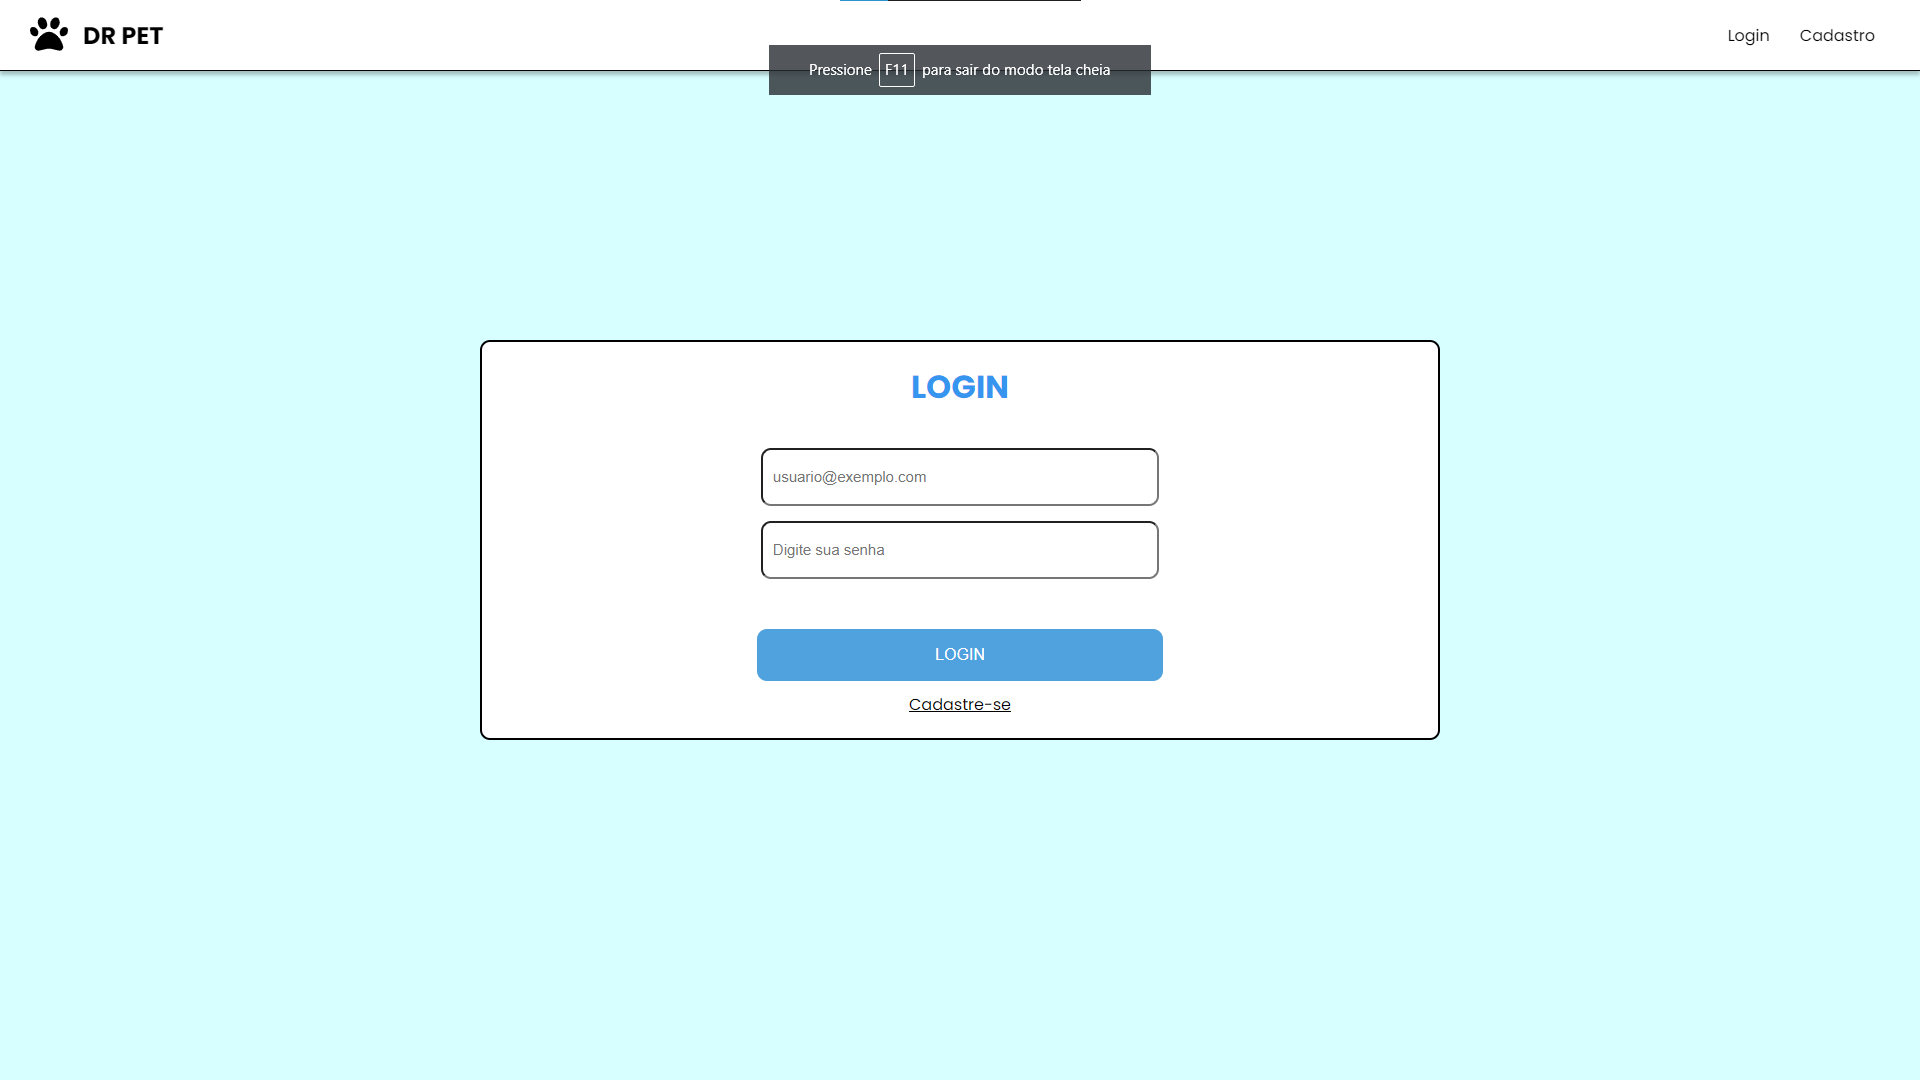 DR PET
Login
Cadastro
Pressione F11 para sair do modo tela cheia
LOGIN
usuario@exemplo.com
Digite sua senha
LOGIN
Cadastre-se